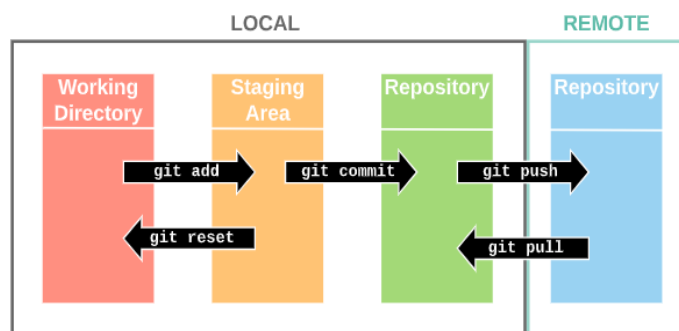 LOCAL
REMOTE
Working
Directory
Staging
Area
Repository
Repository
git add
git commit
git push
git reset
git pull